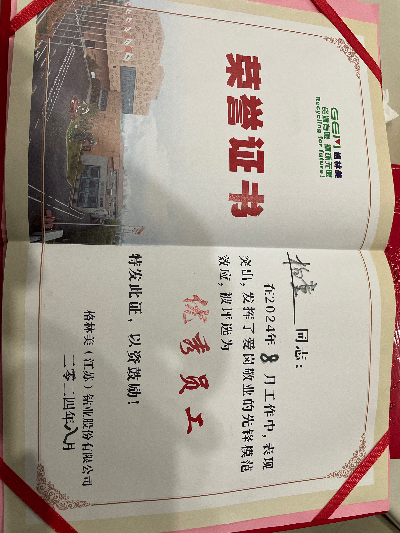 GEM 格林美
资源有限 循环无限
Recycling for future!
荣誉证书
同志：
在2024年 8 月工作中，表现
突出，发挥了爱岗敬业的先锋模范
效应，被评选为
优秀员工
特发此证，以资鼓励！
格林美（江苏）钴业股份有限公司
二零二四年八月